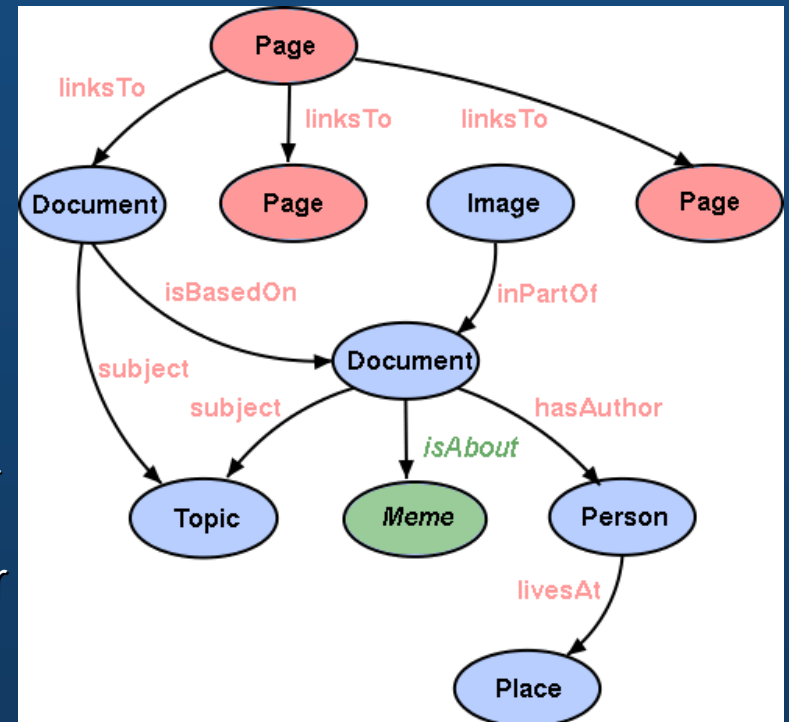 Page
linksTo
linksTo
linksTo
Document
Page
Image
Page
isBasedOn
inPartOf
Document
subject
subject
hasAuthor
isAbout
Topic
Meme
Person
livesAt
Place